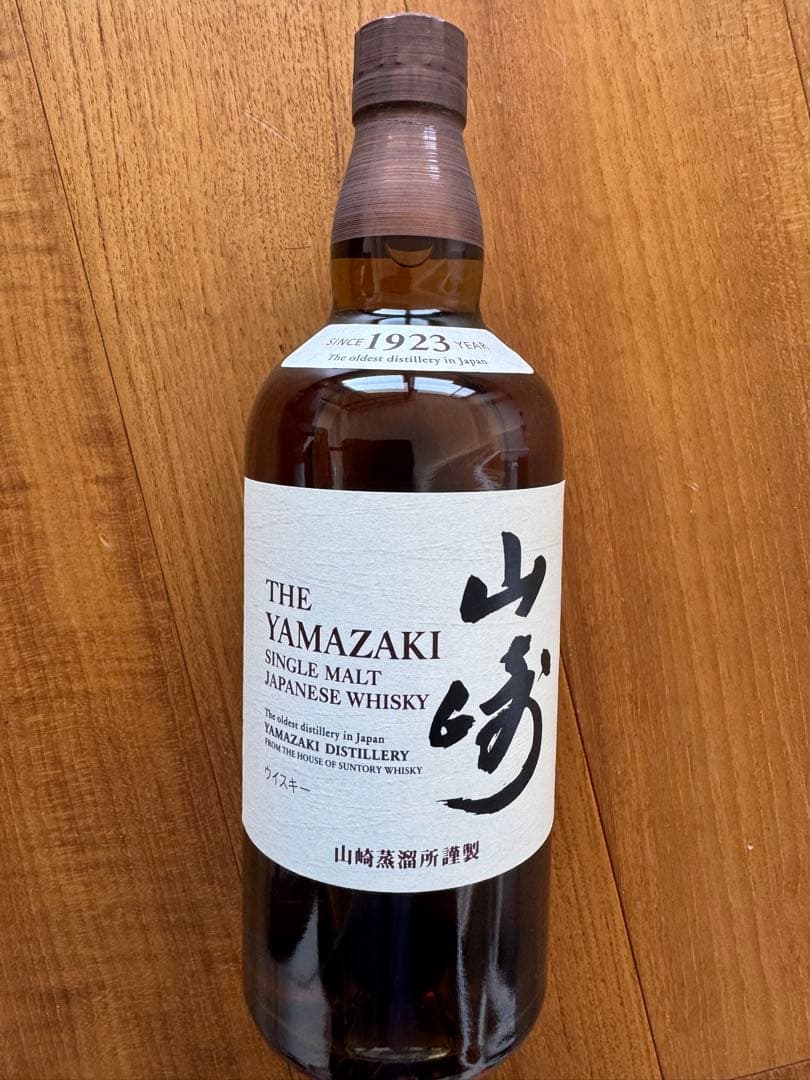 SINCE 1923 YEAR
The oldest distillery in Japan
山崎
THE
YAMAZAKI
SINGLE MALT
JAPANESE WHISKY
The oldest distillery in Japan
YAMAZAKI DISTILLERY
FROM THE HOUSE OF SUNTORY WHISKY
ウイスキー
山崎蒸溜所謹製